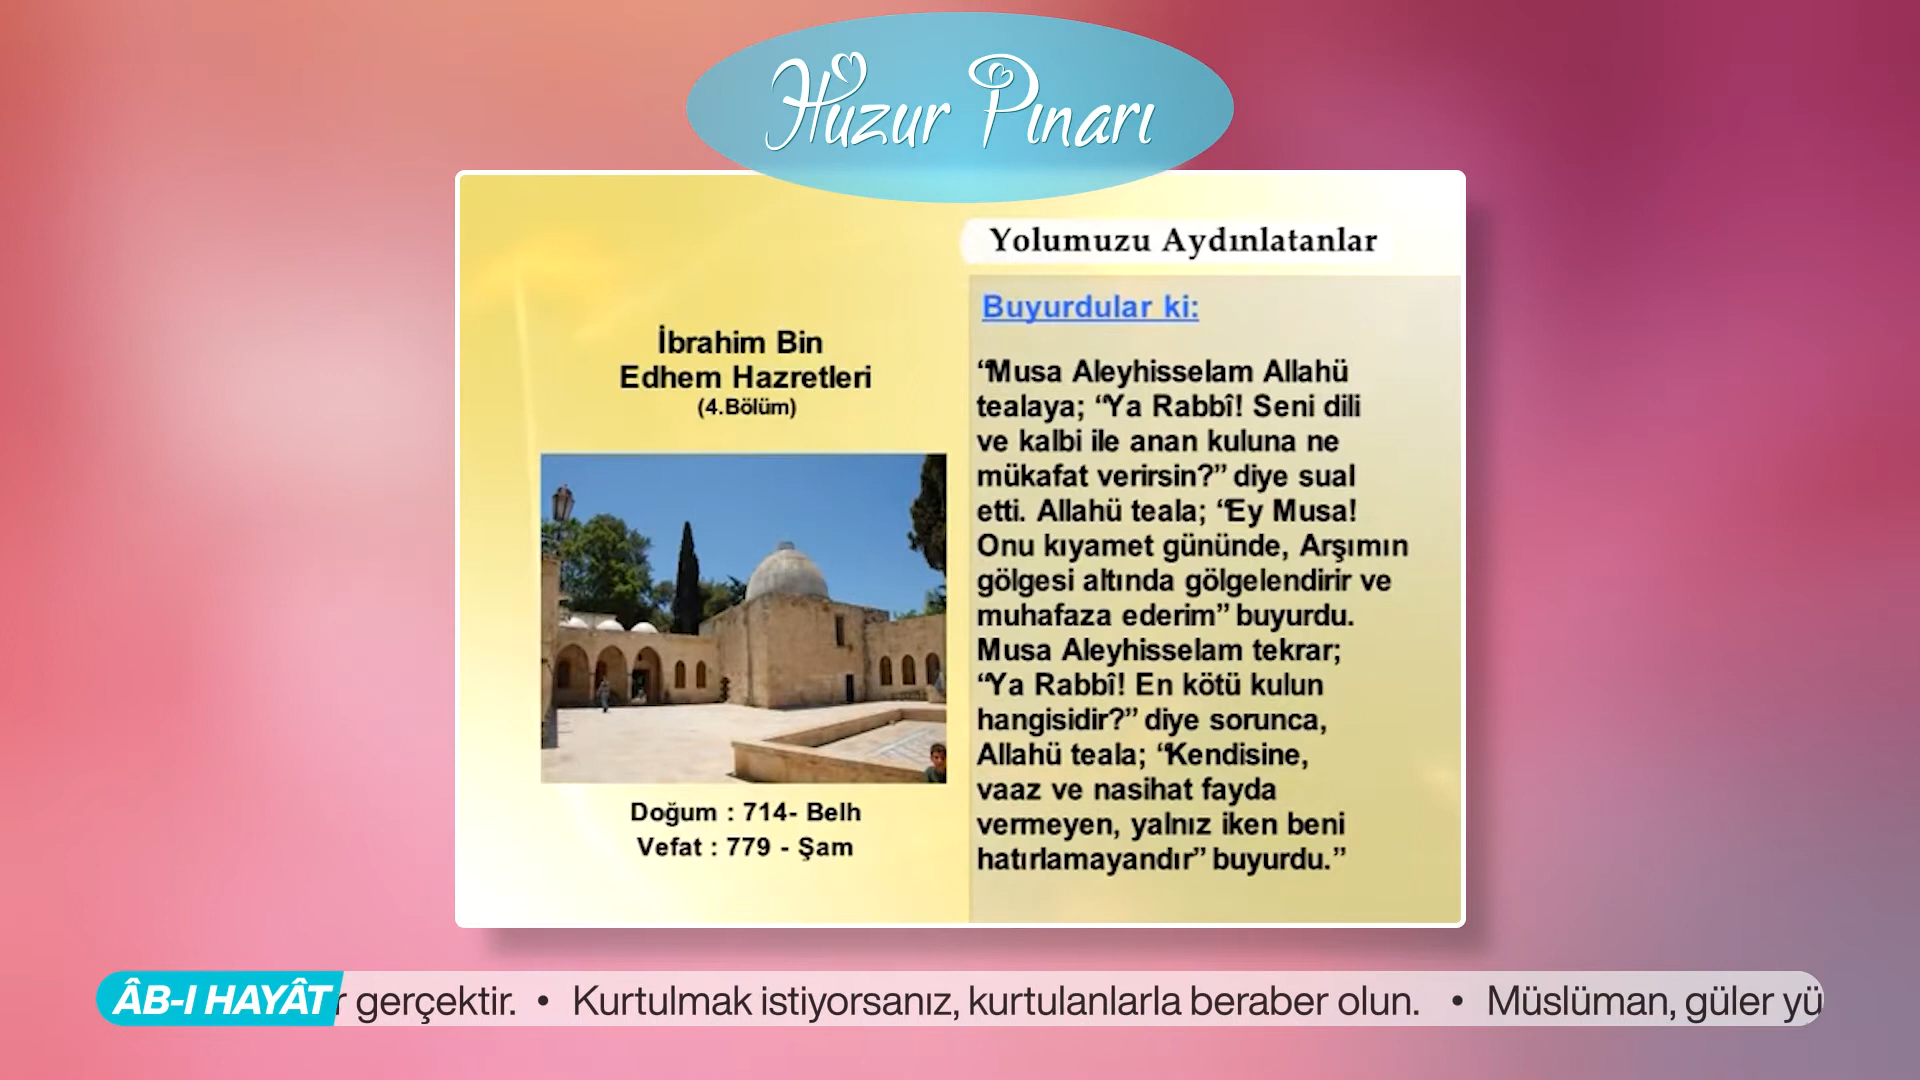 Huzur Pınarı
Yolumuzu Aydınlatanlar
İbrahim Bin
Edhem Hazretleri
(4.Bölüm)
Doğum : 714- Belh
Vefat : 779 - Şam
Buyurdular ki:
“Musa Aleyhisselam Allahü
tealaya; “Ya Rabbî! Seni dili
ve kalbi ile anan kuluna ne
mükafat verirsin?” diye sual
etti. Allahü teala; “Ey Musa!
Onu kıyamet gününde, Arşımın
gölgesi altında gölgelendirir ve
muhafaza ederim” buyurdu.
Musa Aleyhisselam tekrar;
“Ya Rabbî! En kötü kulun
hangisidir?” diye sorunca,
Allahü teala; “Kendisine,
vaaz ve nasihat fayda
vermeyen, yalnız iken beni
hatırlamayandır” buyurdu.”
ÂB-I HAYÂT
r gerçektir. • Kurtulmak istiyorsanız, kurtulanlarla beraber olun. • Müslüman, güler yü